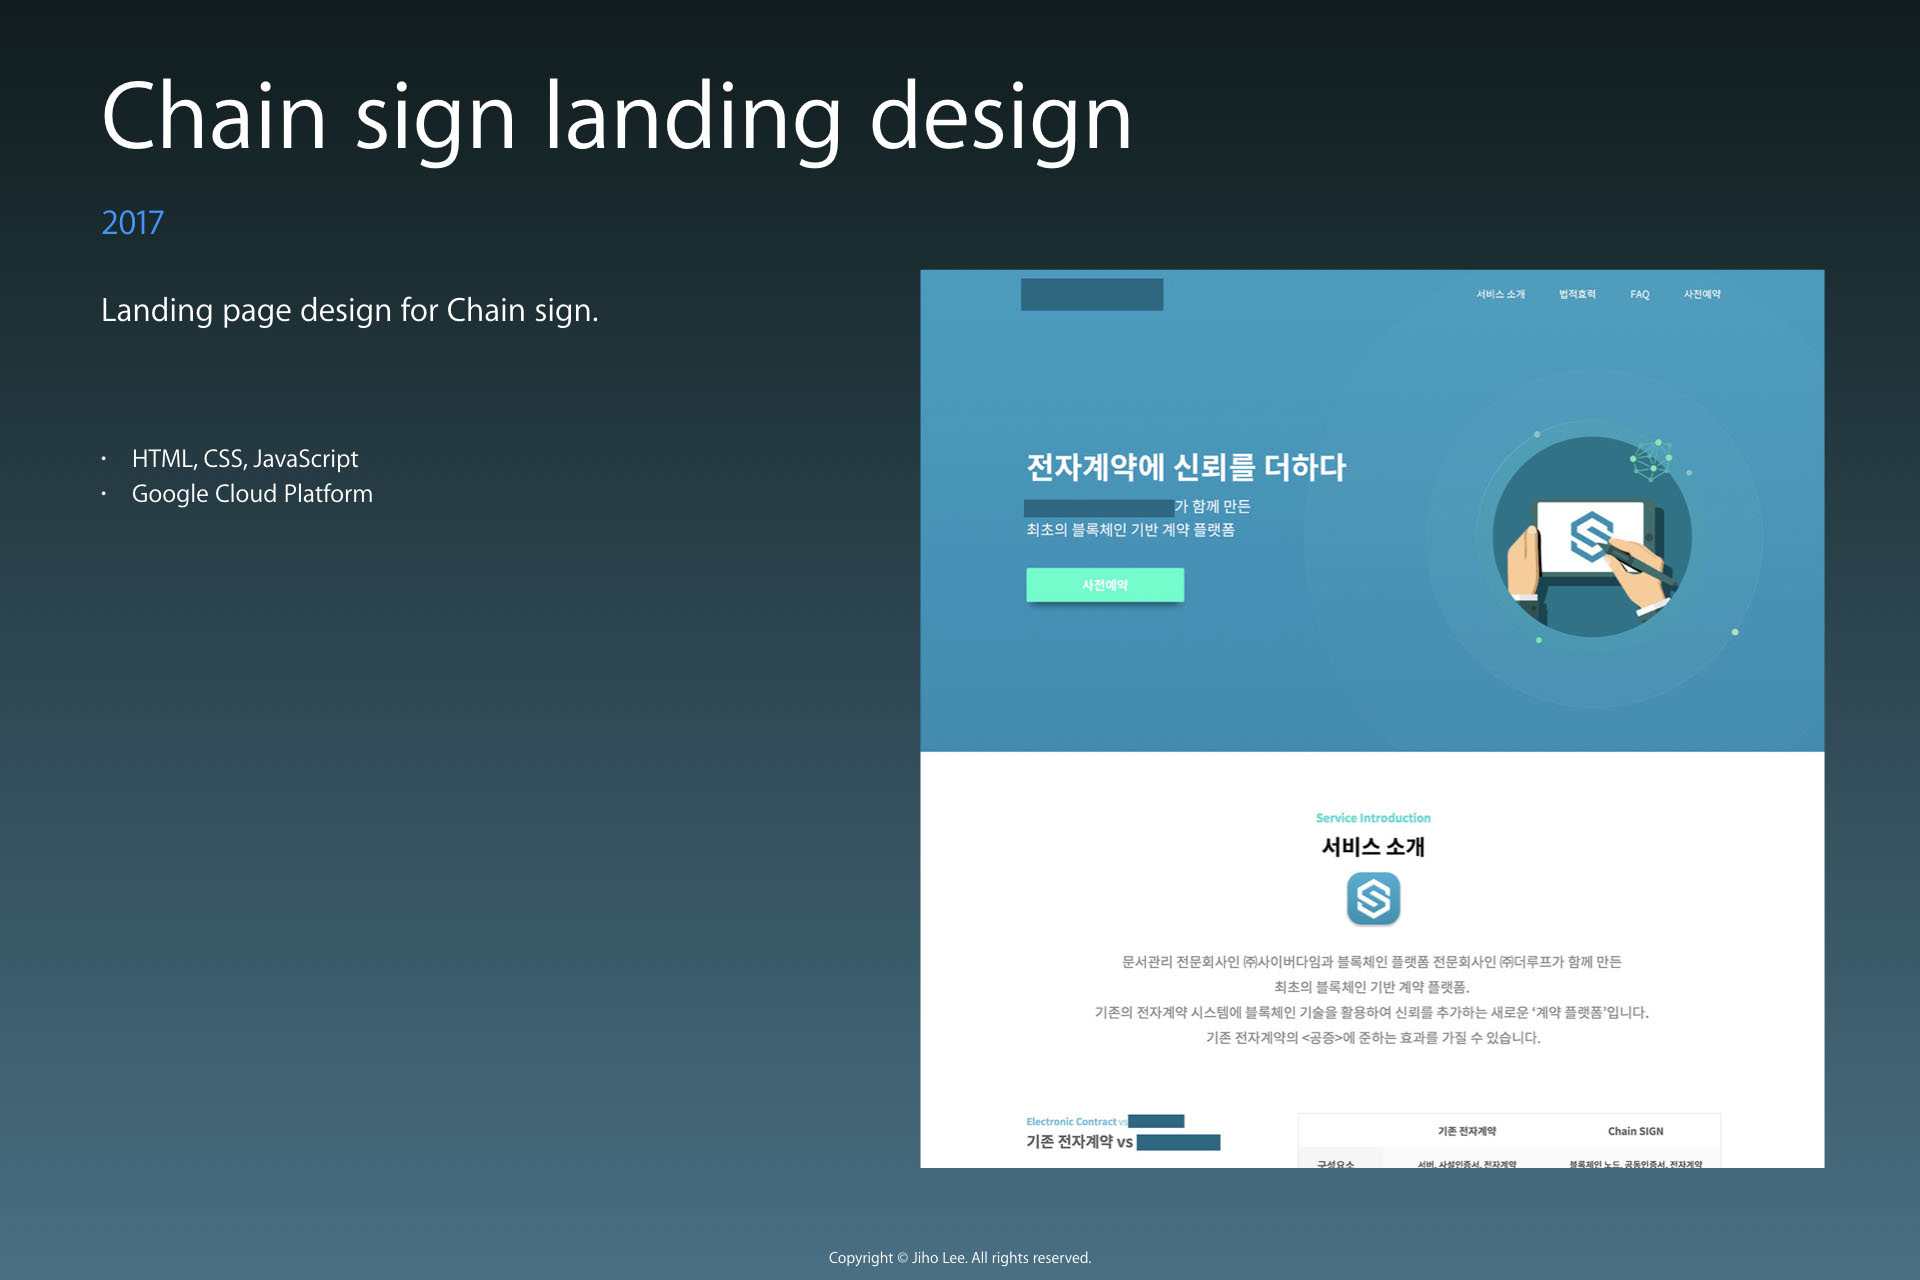 Chain sign landing design
2017
Landing page design for Chain sign.
• HTML, CSS, JavaScript
• Google Cloud Platform
서비스 소개 법적효력 FAQ 사전예약
전자계약에 신뢰를 더하다
가 함께 만든
최초의 블록체인 기반 계약 플랫폼
사전예약
Service Introduction
서비스 소개
문서관리 전문회사인 ㈜사이버다임과 블록체인 플랫폼 전문회사인 ㈜더루프가 함께 만든
최초의 블록체인 기반 계약 플랫폼.
기존의 전자계약 시스템에 블록체인 기술을 활용하여 신뢰를 추가하는 새로운 ‘계약 플랫폼’입니다.
기존 전자계약의 <공증>에 준하는 효과를 가질 수 있습니다.
Electronic Contract vs
기존 전자계약 vs
기존 전자계약 Chain SIGN
구성요소 서버, 사설인증서, 전자계약 블록체인 노드, 공동인증서, 전자계약
Copyright © Jiho Lee. All rights reserved.